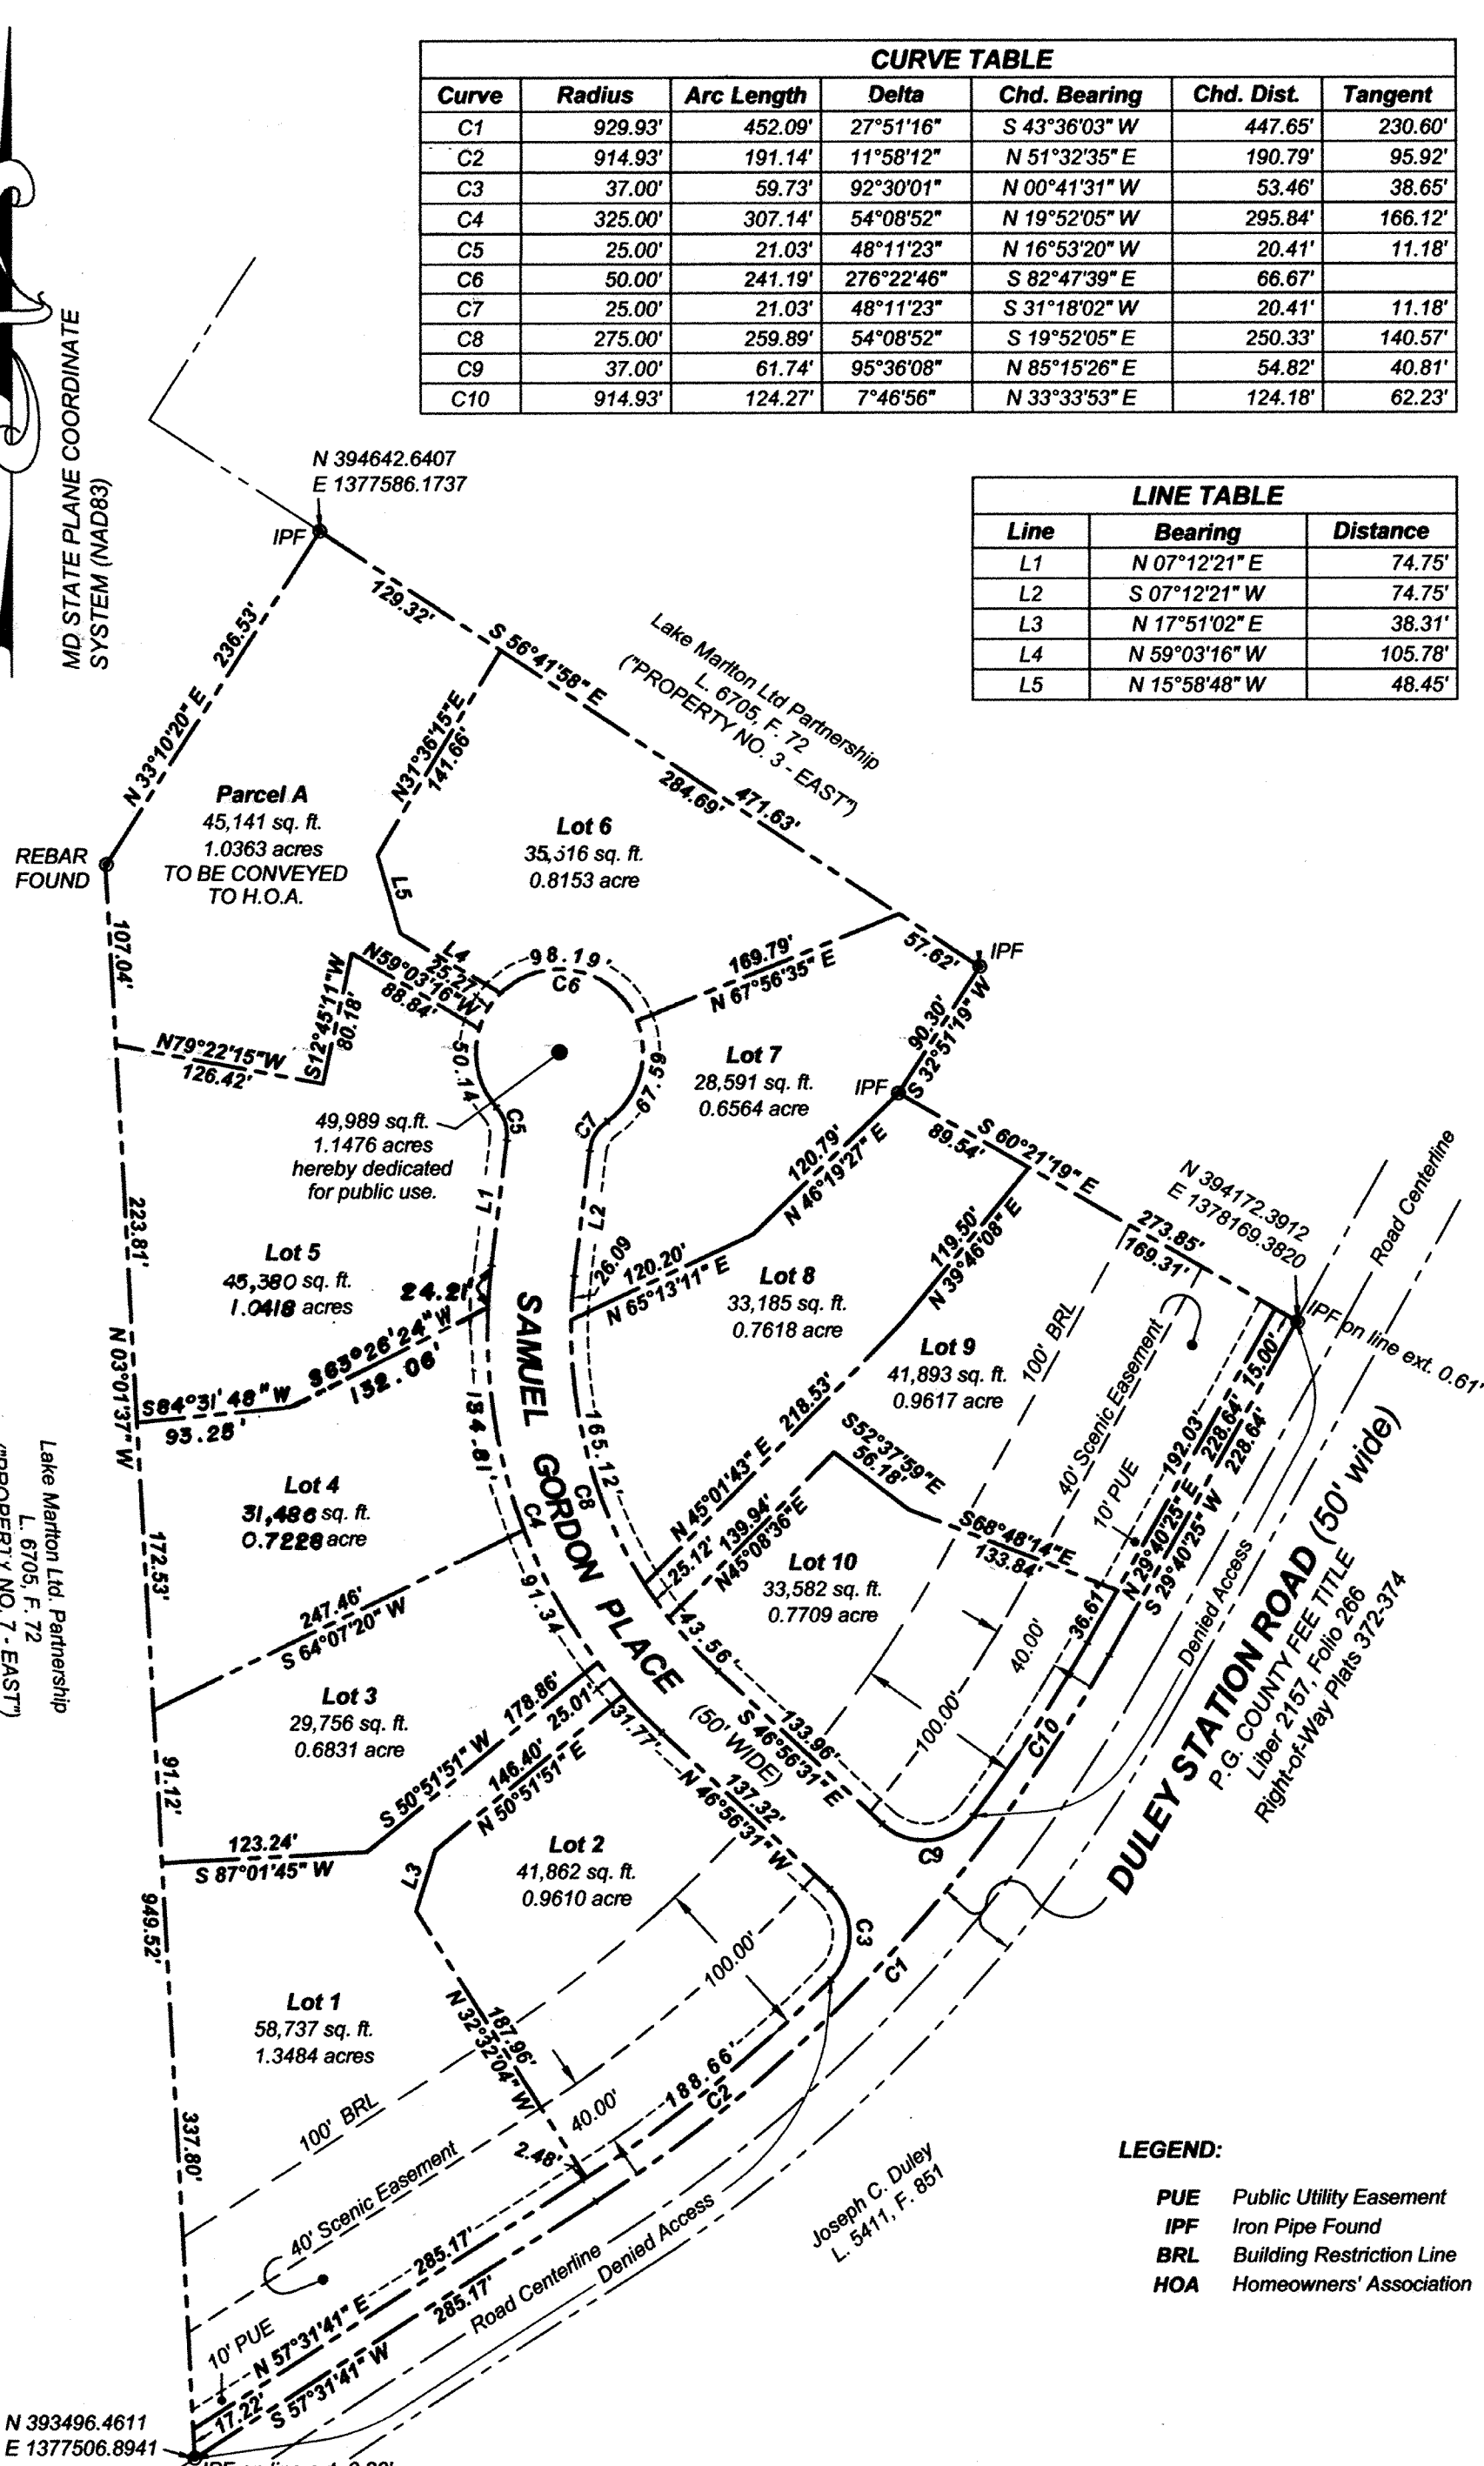 CURVE TABLE
Curve Radius Arc Length Delta Chd. Bearing Chd. Dist. Tangent
C1 929.93' 452.09' 27°51'16" S 43°36'03" W 447.65' 230.60'
C2 914.93' 191.14' 11°58'12" N 51°32'35" E 190.79' 95.92'
C3 37.00' 59.73' 92°30'01" N 00°41'31" W 53.46' 38.65'
C4 325.00' 307.14' 54°08'52" N 19°52'05" W 295.84' 166.12'
C5 25.00' 21.03' 48°11'23" N 16°53'20" W 20.41' 11.18'
C6 50.00' 241.19' 276°22'46" S 82°47'39" E 66.67'
C7 25.00' 21.03' 48°11'23" S 31°18'02" W 20.41' 11.18'
C8 275.00' 259.89' 54°08'52" S 19°52'05" E 250.33' 140.57'
C9 37.00' 61.74' 95°36'08" N 85°15'26" E 54.82' 40.81'
C10 914.93' 124.27' 7°46'56" N 33°33'53" E 124.18' 62.23'
MD STATE PLANE COORDINATE
SYSTEM (NAD83)
LINE TABLE
Line Bearing Distance
L1 N 07°12'21" E 74.75'
L2 S 07°12'21" W 74.75'
L3 N 17°51'02" E 38.31'
L4 N 59°03'16" W 105.78'
L5 N 15°58'48" W 48.45'
N 394642.6407
E 1377586.1737
IPF
129.32'
S 56°41'58" E
284.69'
471.63'
57.62'
IPF
Lake Marlton Ltd Partnership
L. 6705, F. 72
("PROPERTY NO. 3 - EAST")
N 33°10'20" E 236.53'
REBAR
FOUND
Parcel A
45,141 sq. ft.
1.0363 acres
TO BE CONVEYED
TO H.O.A.
N31°36'15"E
141.66'
L5
L4
25.27'
N59°03'16"W
88.84'
S12°45'11"W
80.18'
N79°22'15"W
126.42'
107.04'
Lot 6
35,516 sq. ft.
0.8153 acre
98.19'
C6
169.79'
N 67°56'35" E
90.30'
S 32°51'19" W
IPF
Lot 7
28,591 sq. ft.
0.6564 acre
67.59
50.14'
C5
C7
49,989 sq.ft.
1.1476 acres
hereby dedicated
for public use.
L1
L2
26.09
120.20'
N 65°13'11" E
120.79'
N 46°19'27" E
S 60°21'19" E
89.54'
273.85'
169.31'
N 394172.3912
E 1378169.3820
Road Centerline
IPF on line ext. 0.61'
223.81'
N 03°01'37" W
Lot 5
45,380 sq. ft.
1.0418 acres
24.21'
S63°26'24"W
132.06'
S84°31'48"W
93.25'
Lot 8
33,185 sq. ft.
0.7618 acre
119.50'
N 39°46'08" E
Lot 9
41,893 sq. ft.
0.9617 acre
100' BRL
40' Scenic Easement
10' PUE
192.03'
228.64'
15.00'
N 29°40'25" E
228.64'
S 29°40'25" W
Denied Access
218.53'
N 45°01'43" E
S52°37'59"E
56.18'
S68°48'14"E
133.84'
25.12'
139.94'
N45°08'36"E
SAMUEL GORDON PLACE
(50' WIDE)
134.81'
C4
165.12'
C8
91.34
43.56'
133.96'
S 46°56'31" E
Lot 10
33,582 sq. ft.
0.7709 acre
36.61'
40.00'
100.00'
C10
C9
C1
DULEY STATION ROAD (50' wide)
P.G. COUNTY FEE TITLE
Liber 2157, Folio 266
Right-of-Way Plats 372-374
Lake Marlton Ltd. Partnership
L. 6705, F. 72
("PROPERTY NO. 7 - EAST")
Lot 4
31,486 sq. ft.
0.7228 acre
172.53'
247.46'
S 64°07'20" W
Lot 3
29,756 sq. ft.
0.6831 acre
91.12'
178.86'
S 50°51'51" W
25.01'
146.40'
N 50°51'51" E
31.77'
137.32'
N 46°56'31" W
123.24'
S 87°01'45" W
949.52'
L3
Lot 2
41,862 sq. ft.
0.9610 acre
C3
100.00'
187.96'
N 32°32'04" W
Lot 1
58,737 sq. ft.
1.3484 acres
337.80'
100' BRL
40' Scenic Easement
40.00'
188.66'
C2
2.48'
10' PUE
285.17'
N 57°31'41" E
285.17'
S 57°31'41" W
17.22'
Road Centerline
Denied Access
Joseph C. Duley
L. 5411, F. 851
N 393496.4611
E 1377506.8941
LEGEND:
PUE Public Utility Easement
IPF Iron Pipe Found
BRL Building Restriction Line
HOA Homeowners' Association